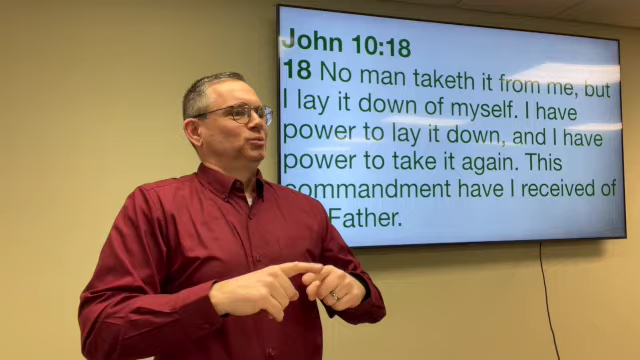 John 10:18
18 No man taketh it from me, but
I lay it down of myself. I have
power to lay it down, and I have
power to take it again. This
commandment have I received of
Father.